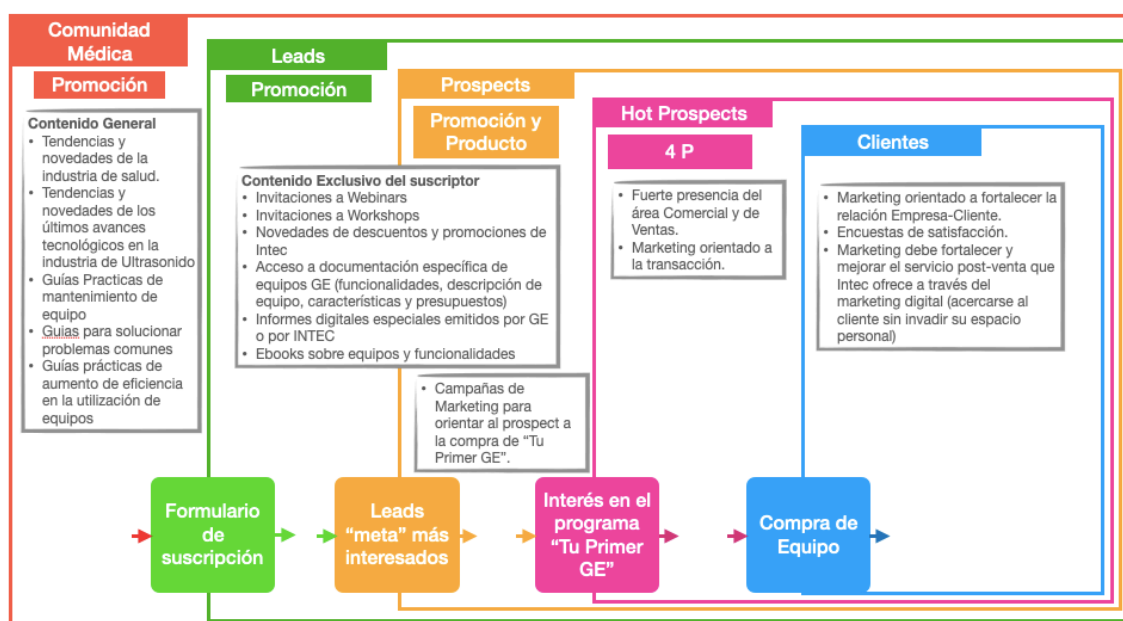 Comunidad
Médica
Promoción
Contenido General
• Tendencias y
novedades de la
industria de salud.
• Tendencias y
novedades de los
últimos avances
tecnológicos en la
industria de Ultrasonido
• Guías Practicas de
mantenimiento de
equipo
• Guias para solucionar
problemas comunes
• Guías prácticas de
aumento de eficiencia
en la utilización de
equipos
Leads
Promoción
Contenido Exclusivo del suscriptor
• Invitaciones a Webinars
• Invitaciones a Workshops
• Novedades de descuentos y promociones de
Intec
• Acceso a documentación específica de
equipos GE (funcionalidades, descripción de
equipo, características y presupuestos)
• Informes digitales especiales emitidos por GE
o por INTEC
• Ebooks sobre equipos y funcionalidades
Prospects
Promoción y
Producto
• Campañas de
Marketing para
orientar al prospect a
la compra de “Tu
Primer GE”.
Hot Prospects
4 P
• Fuerte presencia del
área Comercial y de
Ventas.
• Marketing orientado a
la transacción.
Clientes
• Marketing orientado a fortalecer la
relación Empresa-Cliente.
• Encuestas de satisfacción.
• Marketing debe fortalecer y
mejorar el servicio post-venta que
Intec ofrece a través del
marketing digital (acercarse al
cliente sin invadir su espacio
personal)
Formulario
de
suscripción
Leads
“meta” más
interesados
Interés en el
programa
“Tu Primer
GE”
Compra de
Equipo